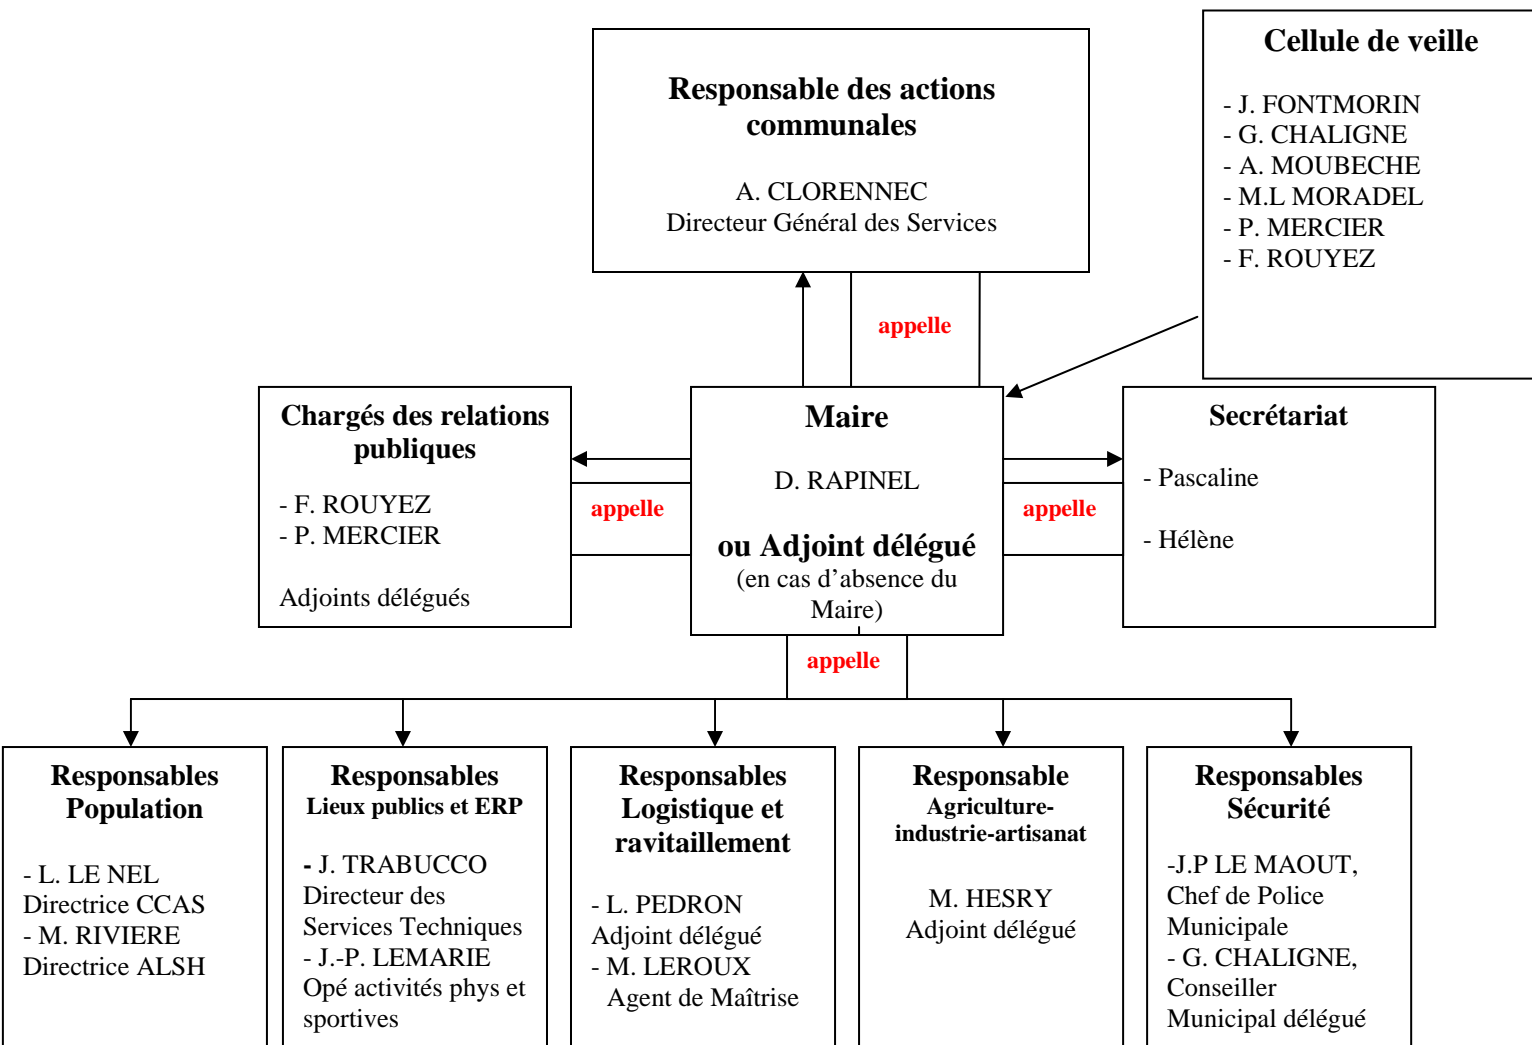 Responsable des actions
communales
A. CLORENNEC
Directeur Général des Services
Cellule de veille
- J. FONTMORIN
- G. CHALIGNE
- A. MOUBECHE
- M.L MORADEL
- P. MERCIER
- F. ROUYEZ
appelle
Chargés des relations
publiques
- F. ROUYEZ
- P. MERCIER
Adjoints délégués
appelle
Maire
D. RAPINEL
ou Adjoint délégué
(en cas d’absence du
Maire)
appelle
Secrétariat
- Pascaline
- Hélène
appelle
Responsables
Population
- L. LE NEL
Directrice CCAS
- M. RIVIERE
Directrice ALSH
Responsables
Lieux publics et ERP
- J. TRABUCCO
Directeur des
Services Techniques
- J.-P. LEMARIE
Opé activités phys et
sportives
Responsables
Logistique et
ravitaillement
- L. PEDRON
Adjoint délégué
- M. LEROUX
Agent de Maîtrise
Responsable
Agriculture-
industrie-artisanat
M. HESRY
Adjoint délégué
Responsables
Sécurité
-J.P LE MAOUT,
Chef de Police
Municipale
- G. CHALIGNE,
Conseiller
Municipal délégué